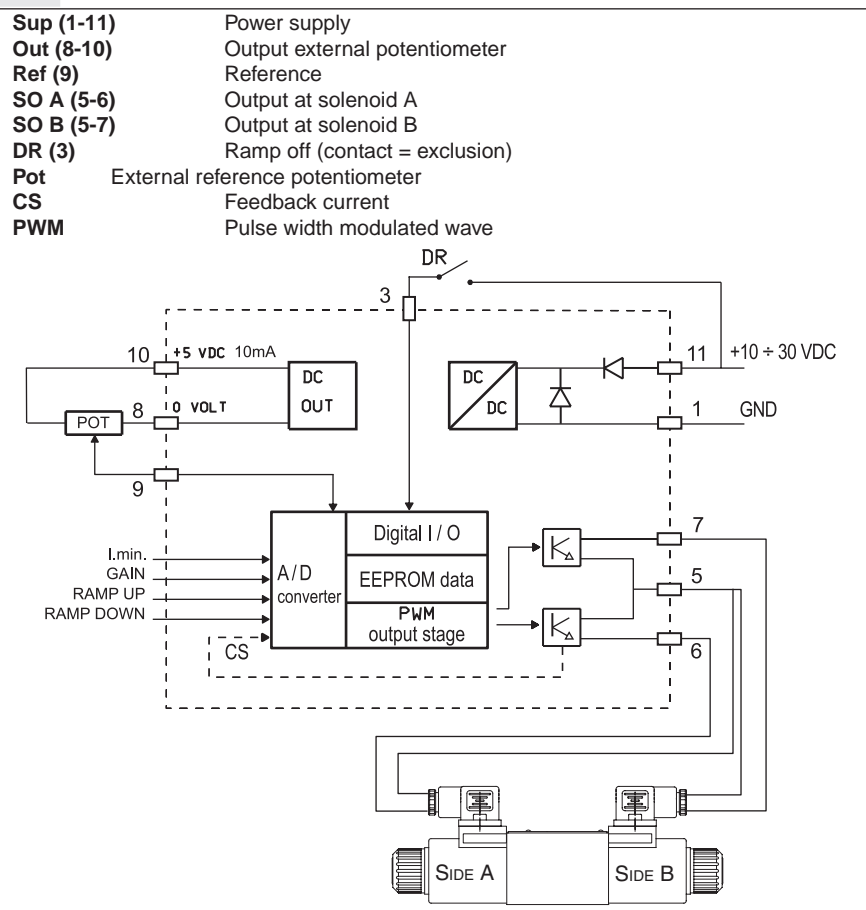 Sup (1-11) Power supply
Out (8-10) Output external potentiometer
Ref (9) Reference
SO A (5-6) Output at solenoid A
SO B (5-7) Output at solenoid B
DR (3) Ramp off (contact = exclusion)
Pot External reference potentiometer
CS Feedback current
PWM Pulse width modulated wave
DR
3
10 +5 VDC 10mA
DC
OUT
DC
DC
11 +10 ÷ 30 VDC
POT 8 0 VOLT
1 GND
9
Digital I / O
7
I.min.
GAIN
RAMP UP
RAMP DOWN
A/D
converter
EEPROM data
5
PWM
output stage
CS
6
SIDE A
SIDE B